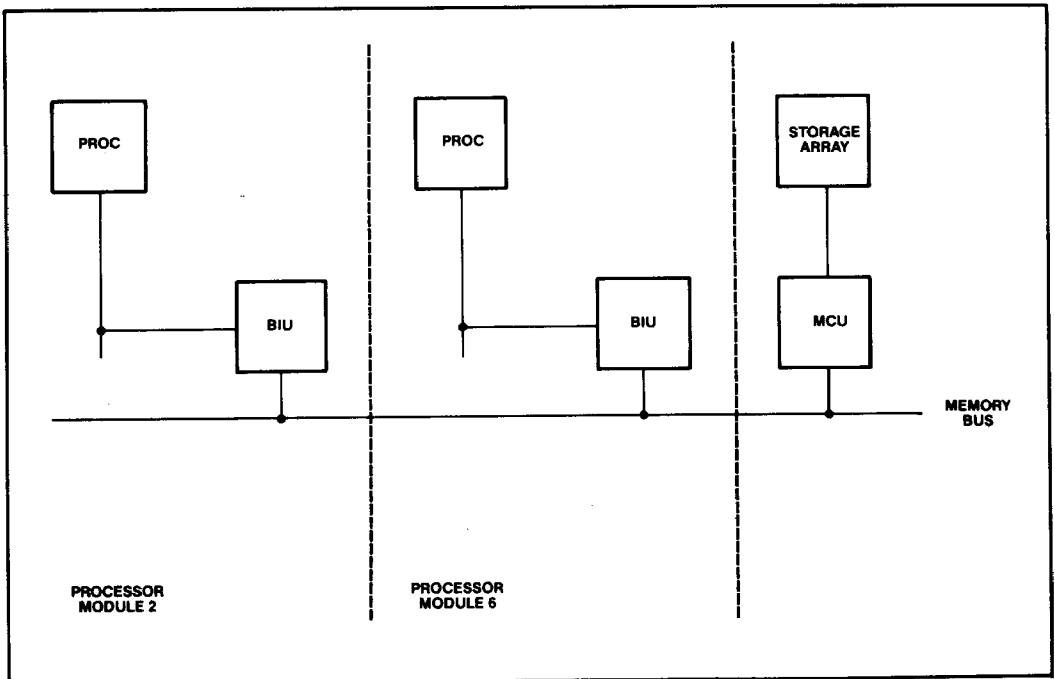 PROC
PROC
STORAGE
ARRAY
BIU
BIU
MCU
MEMORY
BUS
PROCESSOR
MODULE 2
PROCESSOR
MODULE 6